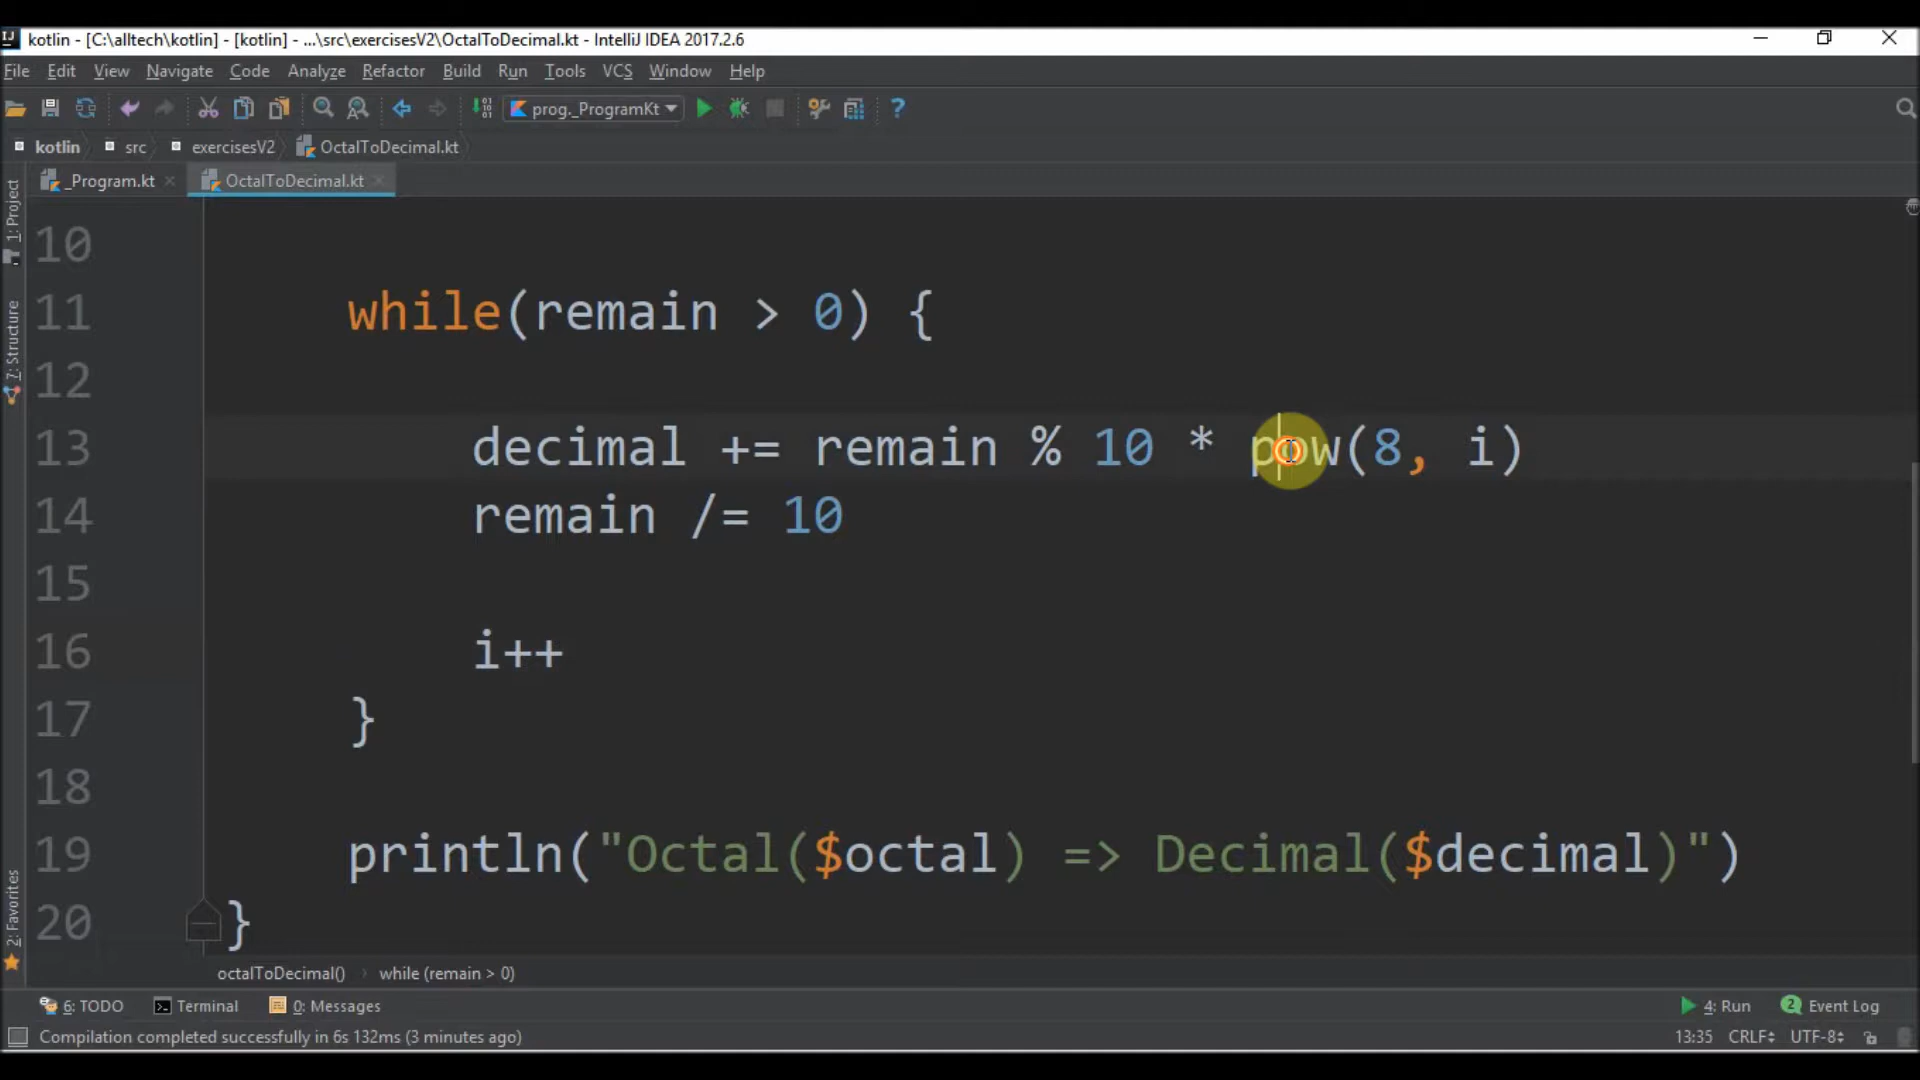 kotlin - [C:\alltech\kotlin] - [kotlin] - ...\src\exercisesV2\OctalToDecimal.kt - IntelliJ IDEA 2017.2.6
File Edit View Navigate Code Analyze Refactor Build Run Tools VCS Window Help
prog._ProgramKt
kotlin src exercisesV2 OctalToDecimal.kt
_Program.kt OctalToDecimal.kt
1: Project
7: Structure
2: Favorites
10
11 while(remain > 0) {
12
13 decimal += remain % 10 * pow(8, i)
14 remain /= 10
15
16 i++
17 }
18
19 println("Octal($octal) => Decimal($decimal)")
20 }
octalToDecimal() while (remain > 0)
6: TODO Terminal 0: Messages 4: Run 2 Event Log
Compilation completed successfully in 6s 132ms (3 minutes ago) 13:35 CRLF UTF-8